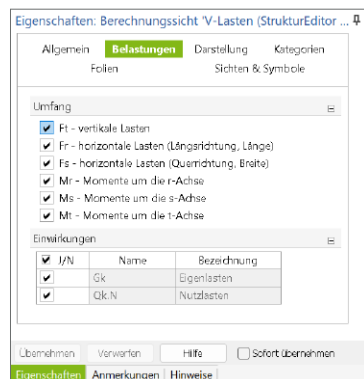 Eigenschaften: Berechnungssicht 'V-Lasten (StrukturEditor ...
Allgemein Belastungen Darstellung Kategorien
Folien Sichten & Symbole
Umfang
Ft - vertikale Lasten
Fr - horizontale Lasten (Längsrichtung, Länge)
Fs - horizontale Lasten (Querrichtung, Breite)
Mr - Momente um die r-Achse
Ms - Momente um die s-Achse
Mt - Momente um die t-Achse
Einwirkungen
J/N Name Bezeichnung
Gk Eigenlasten
Qk.N Nutzlasten
Übernehmen Verwerfen Hilfe Sofort übernehmen
Eigenschaften Anmerkungen Hinweise